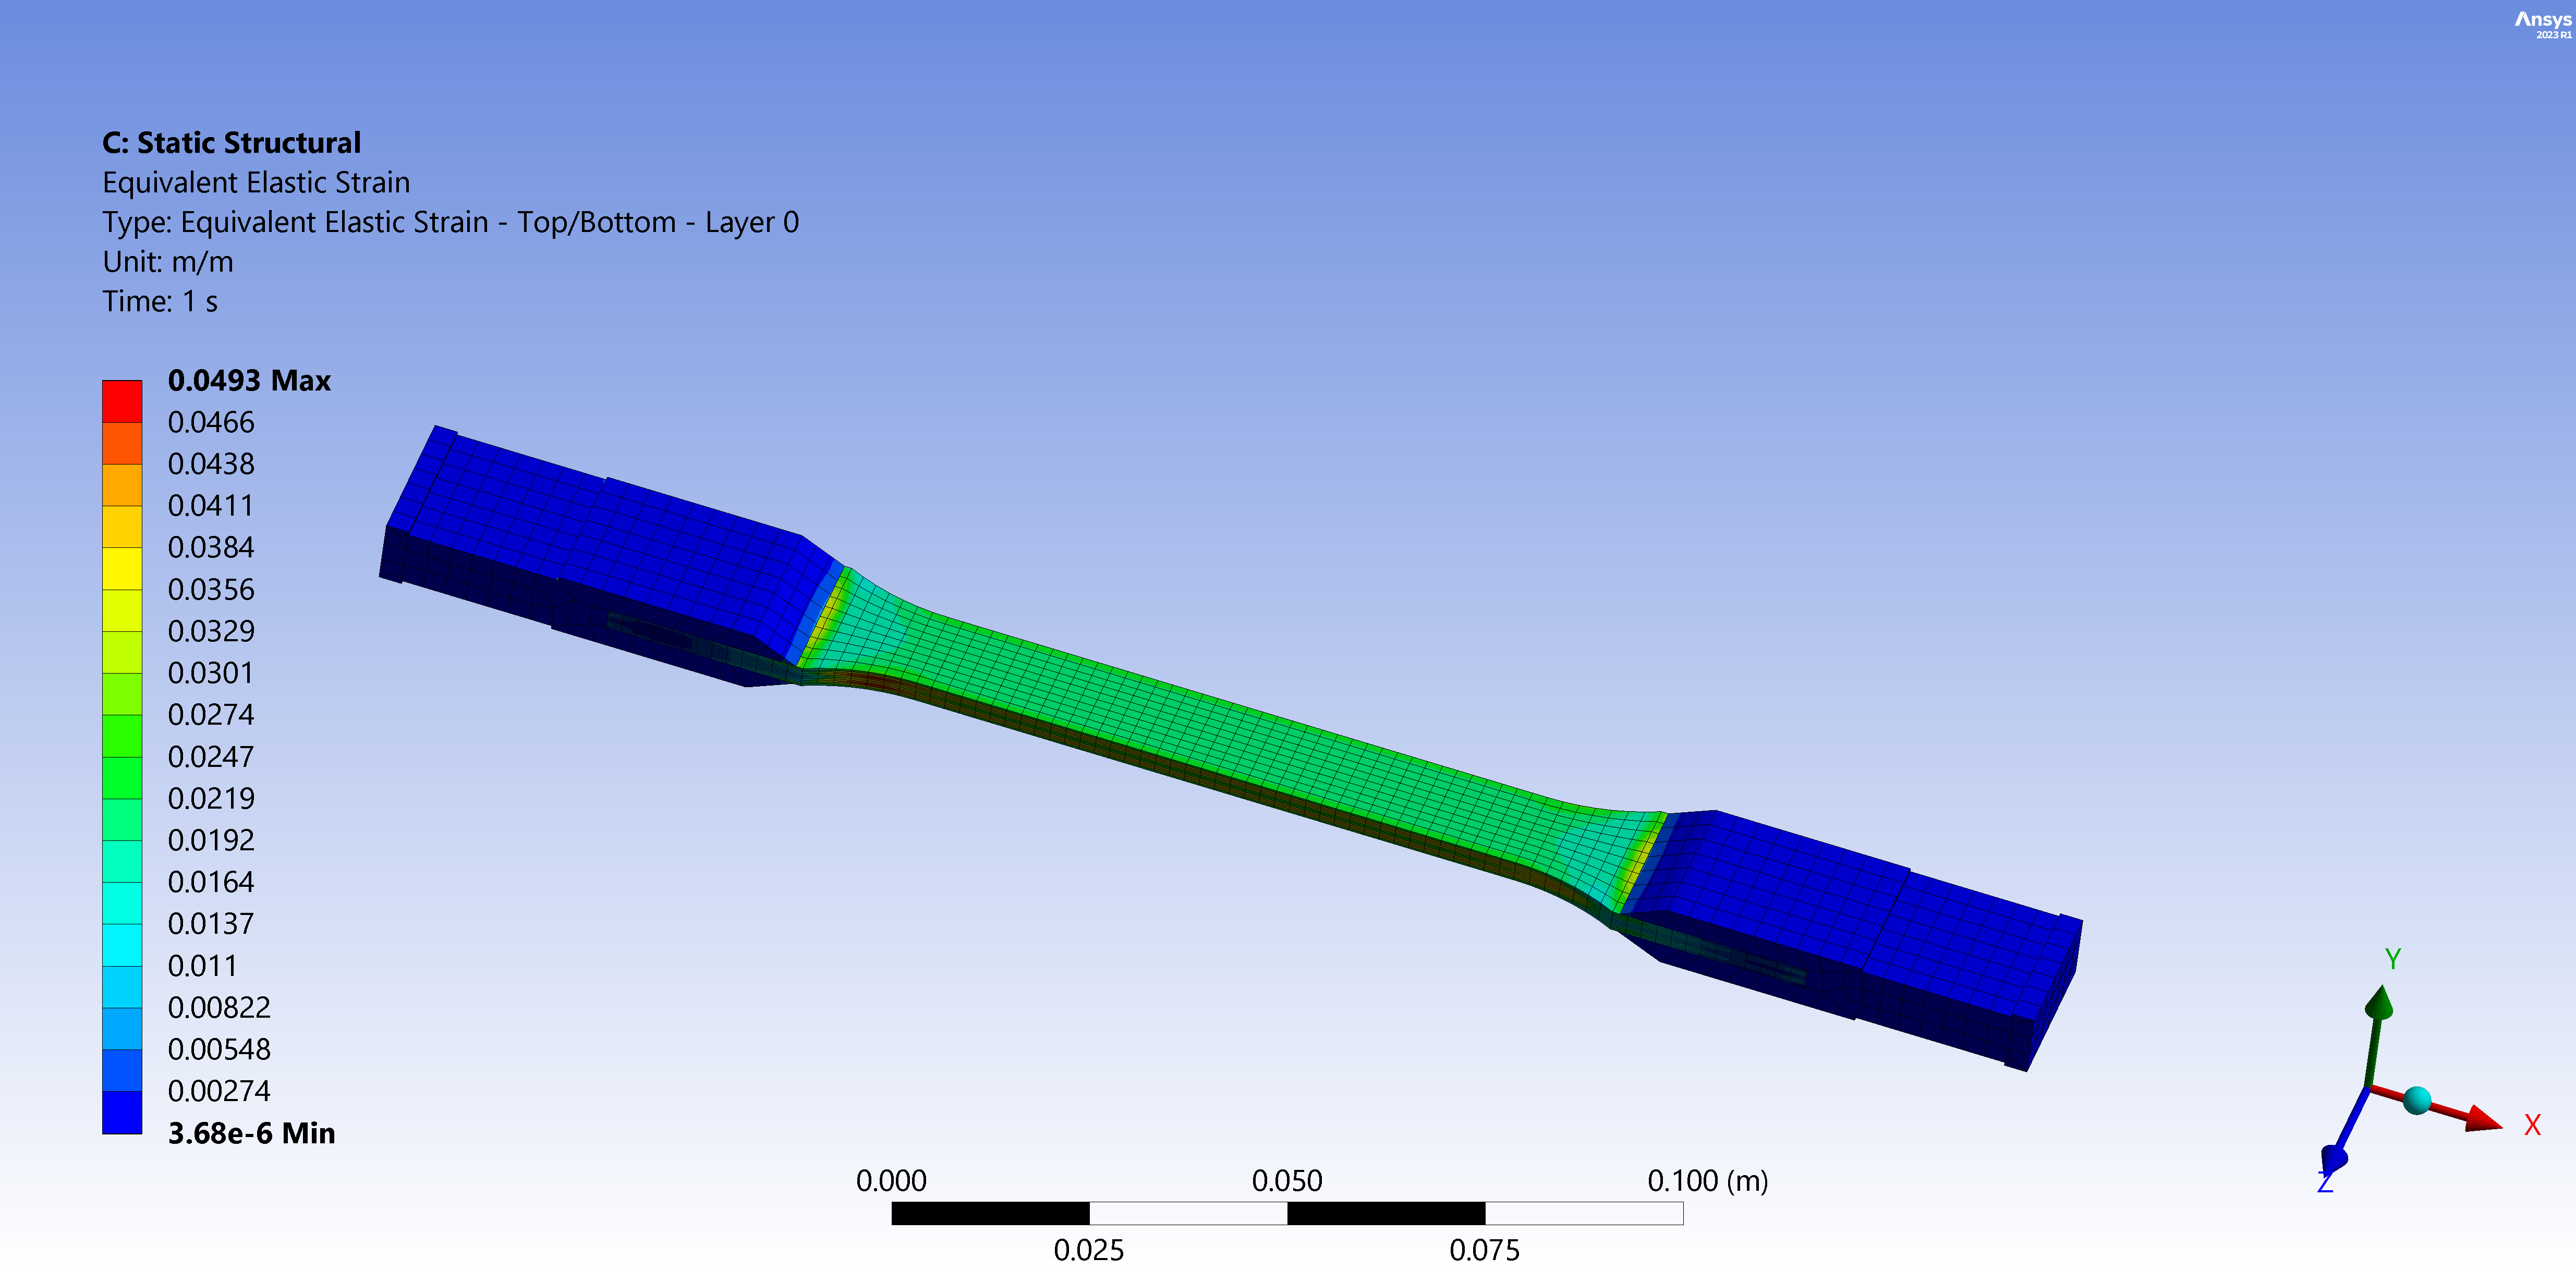 Ansys
2023 R1
C: Static Structural
Equivalent Elastic Strain
Type: Equivalent Elastic Strain - Top/Bottom - Layer 0
Unit: m/m
Time: 1 s
0.0493 Max
0.0466
0.0438
0.0411
0.0384
0.0356
0.0329
0.0301
0.0274
0.0247
0.0219
0.0192
0.0164
0.0137
0.011
0.00822
0.00548
0.00274
3.68e-6 Min
0.000 0.050 0.100 (m)
0.025 0.075
Y
X
Z